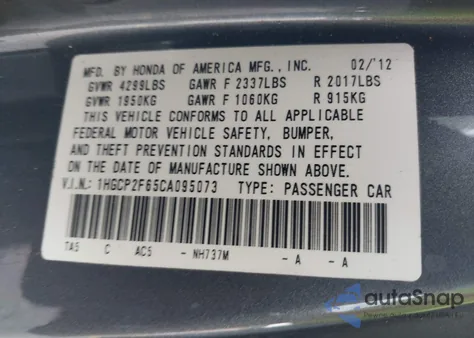 MFD. BY HONDA OF AMERICA MFG., INC. 02/'12
GVWR 4299LBS GAWR F 2337LBS R 2017LBS
GVWR 1950KG GAWR F 1060KG R 915KG
THIS VEHICLE CONFORMS TO ALL APPLICABLE
FEDERAL MOTOR VEHICLE SAFETY, BUMPER,
AND THEFT PREVENTION STANDARDS IN EFFECT
ON THE DATE OF MANUFACTURE SHOWN ABOVE.
V.I.N.: 1HGCP2F65CA095073 TYPE: PASSENGER CAR
TA5 C AC5 - NH737M - A - A
autoSnap